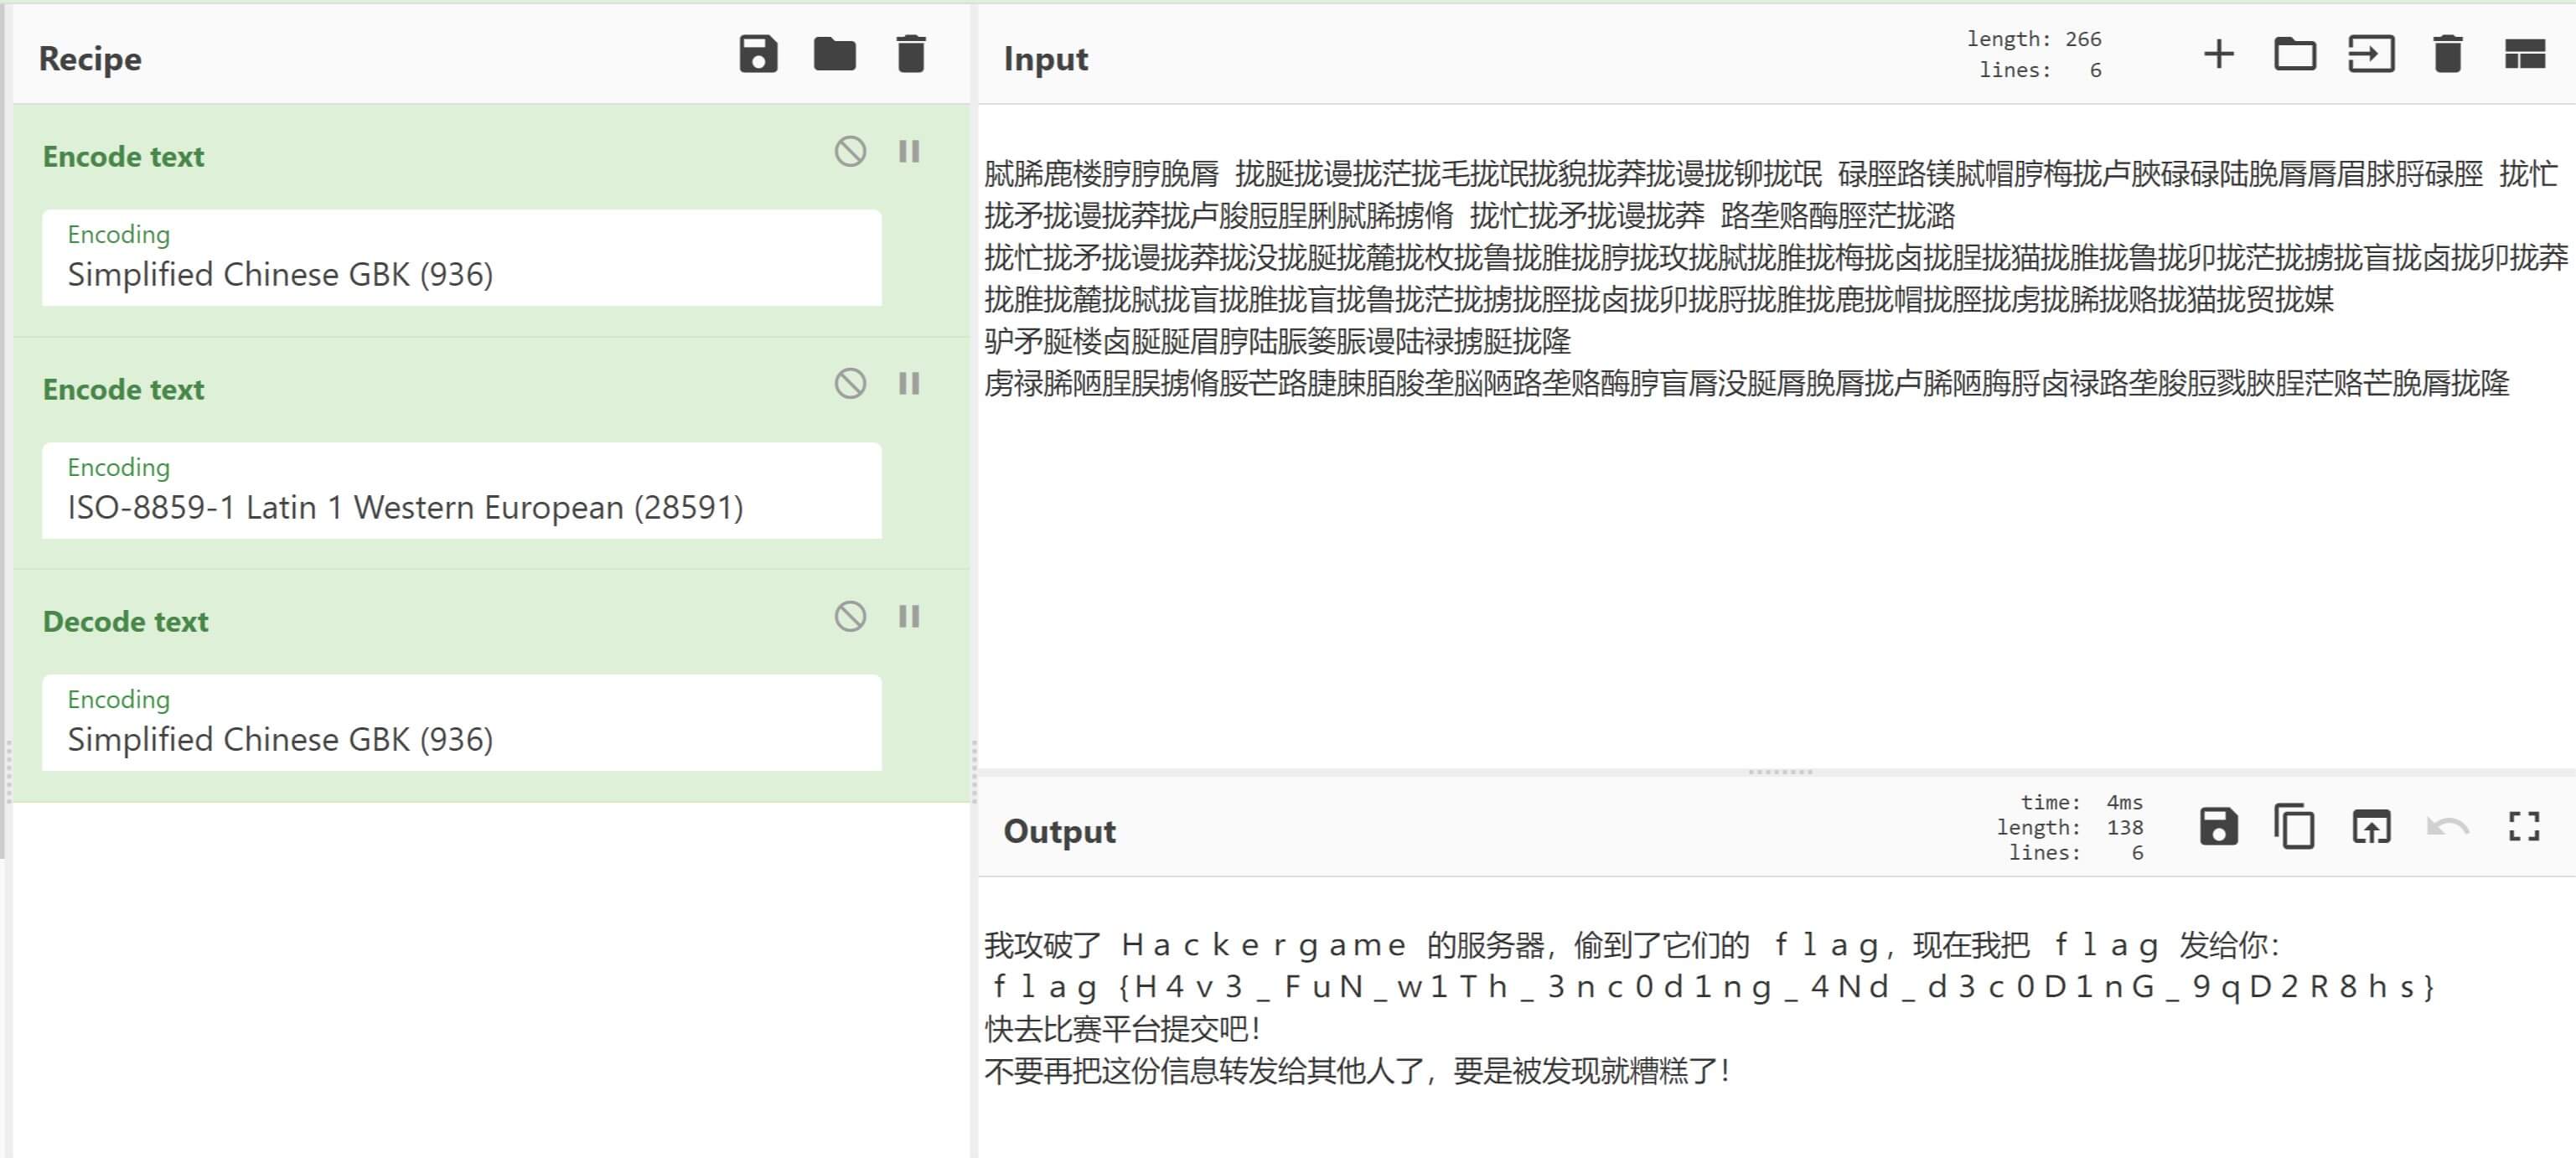 Recipe
Encode text
Encoding
Simplified Chinese GBK (936)
Encode text
Encoding
ISO-8859-1 Latin 1 Western European (28591)
Decode text
Encoding
Simplified Chinese GBK (936)
Input
length: 266
lines: 6
脦脪鹿楼脝脝脕脣 拢脠拢谩拢茫拢毛拢氓拢貌拢莽拢谩拢铆拢氓 碌脛路镁脦帽脝梅拢卢脥碌碌陆脕脣脣眉脙脟碌脛 拢忙
拢矛拢谩拢莽拢卢脧脰脭脷脦脪掳脩 拢忙拢矛拢谩拢莽 路垄赂酶脛茫拢潞
拢忙拢矛拢谩拢莽拢没拢脠拢麓拢枚拢鲁拢脽拢脝拢玫拢脦拢脽拢梅拢卤拢脭拢猫拢脽拢鲁拢卯拢茫拢掳拢盲拢卤拢卯拢莽
拢脽拢麓拢脦拢盲拢脽拢盲拢鲁拢茫拢掳拢脛拢卤拢卯拢脟拢脽拢鹿拢帽拢脛拢虏拢脪拢赂拢猫拢贸拢媒
驴矛脠楼卤脠脠眉脝陆脤篓脤谩陆禄掳脡拢隆
虏禄脪陋脭脵掳脩脮芒路脻脨脜脧垄脳陋路垄赂酶脝盲脣没脠脣脕脣拢卢脪陋脢脟卤禄路垄脧脰戮脥脭茫赂芒脕脣拢隆
Output
time: 4ms
length: 138
lines: 6
我攻破了 Ｈａｃｋｅｒｇａｍｅ 的服务器，偷到了它们的 ｆｌａｇ，现在我把 ｆｌａｇ 发给你：
ｆｌａｇ｛Ｈ４ｖ３＿ＦｕＮ＿ｗ１Ｔｈ＿３ｎｃ０ｄ１ｎｇ＿４Ｎｄ＿ｄ３ｃ０Ｄ１ｎＧ＿９ｑＤ２Ｒ８ｈｓ｝
快去比赛平台提交吧！
不要再把这份信息转发给其他人了，要是被发现就糟糕了！